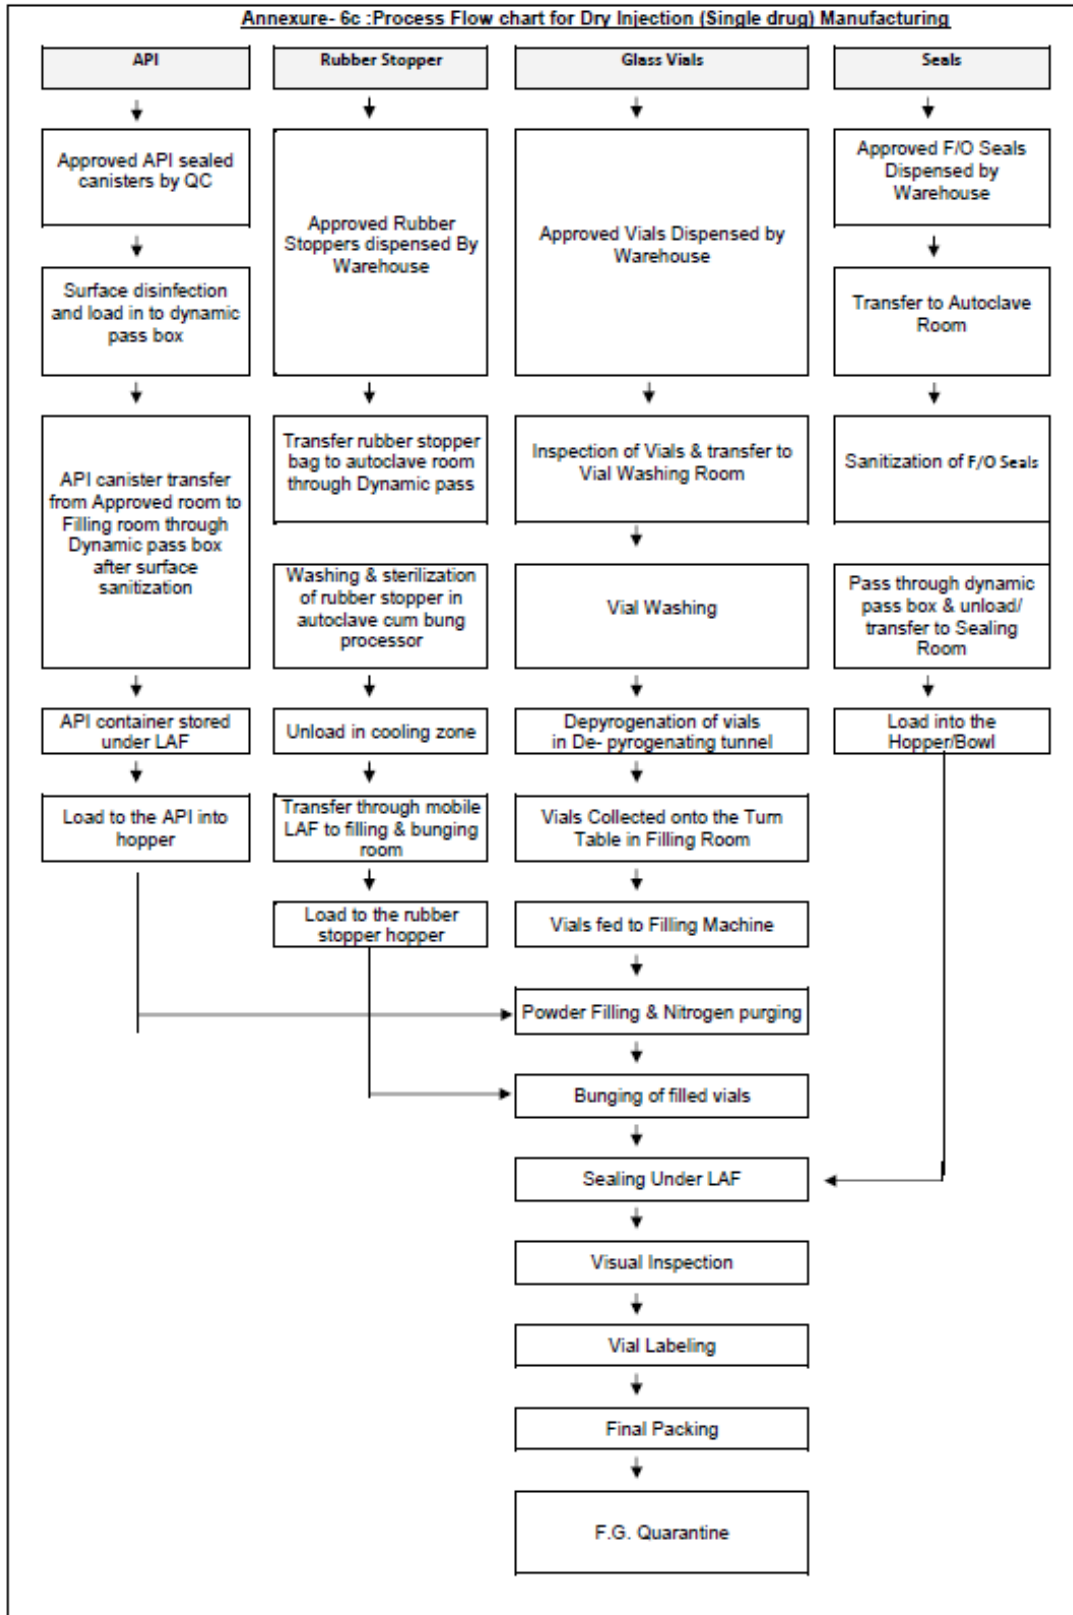 Annexure- 6c :Process Flow chart for Dry Injection (Single drug) Manufacturing
API
Rubber Stopper
Glass Vials
Seals
Approved API sealed
canisters by QC
Approved Rubber
Stoppers dispensed By
Warehouse
Approved Vials Dispensed by
Warehouse
Approved F/O Seals
Dispensed by
Warehouse
Surface disinfection
and load in to dynamic
pass box
Transfer to Autoclave
Room
API canister transfer
from Approved room to
Filling room through
Dynamic pass box
after surface
sanitization
Transfer rubber stopper
bag to autoclave room
through Dynamic pass
Inspection of Vials & transfer to
Vial Washing Room
Sanitization of F/O Seals
Washing & sterilization
of rubber stopper in
autoclave cum bung
processor
Vial Washing
Pass through dynamic
pass box & unload/
transfer to Sealing
Room
API container stored
under LAF
Unload in cooling zone
Depyrogenation of vials
in De- pyrogenating tunnel
Load into the
Hopper/Bowl
Load to the API into
hopper
Transfer through mobile
LAF to filling & bunging
room
Vials Collected onto the Turn
Table in Filling Room
Load to the rubber
stopper hopper
Vials fed to Filling Machine
Powder Filling & Nitrogen purging
Bunging of filled vials
Sealing Under LAF
Visual Inspection
Vial Labeling
Final Packing
F.G. Quarantine